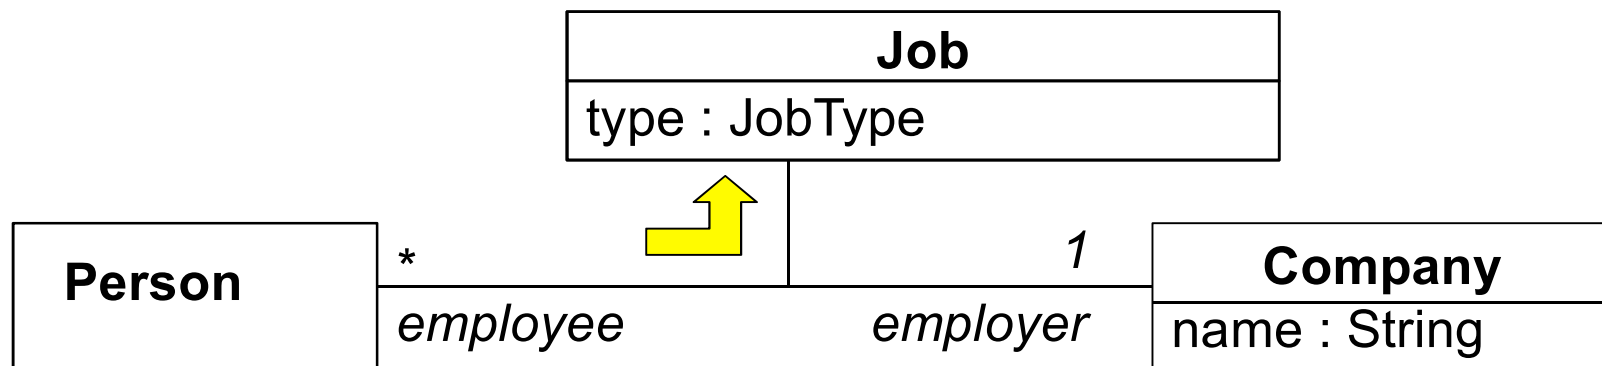 Job
type : JobType
Person
*
1
Company
employee
employer
name : String